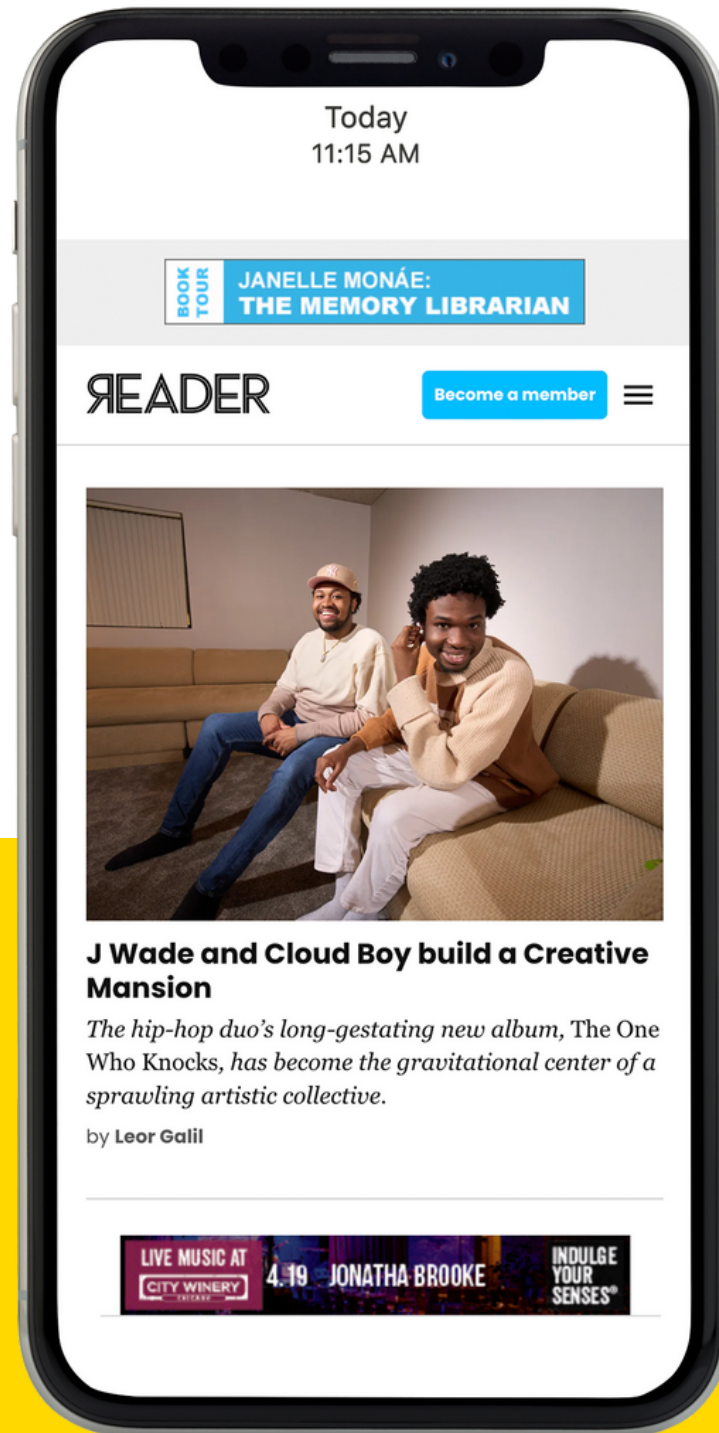 Today
11:15 AM
BOOK TOUR
JANELLE MONÁE:
THE MEMORY LIBRARIAN
READER
Become a member
J Wade and Cloud Boy build a Creative
Mansion
The hip-hop duo’s long-gestating new album, The One
Who Knocks, has become the gravitational center of a
sprawling artistic collective.
by Leor Galil
LIVE MUSIC AT
CITY WINERY
CHICAGO
4.19 JONATHA BROOKE
INDULGE
YOUR
SENSES®